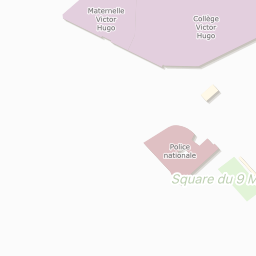 Maternelle
Victor
Hugo
Collège
Victor
Hugo
Police
nationale
Square du 9 M